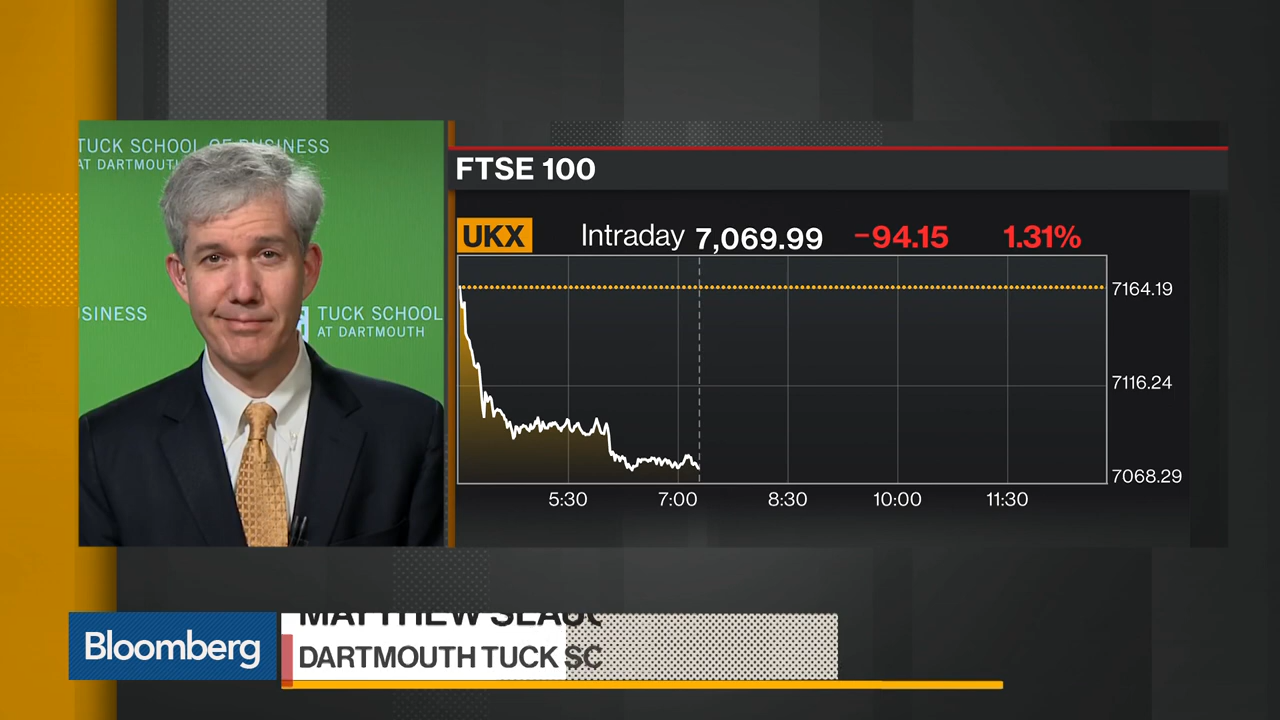 TUCK SCHOOL OF BUSINESS
AT DARTMOUTH
SINESS
TUCK SCHOOL
AT DARTMOUTH
FTSE 100
UKX Intraday 7,069.99 -94.15 1.31%
7164.19
7116.24
7068.29
5:30 7:00 8:30 10:00 11:30
Bloomberg
MATTHEW
DARTMOUTH TUCK SC